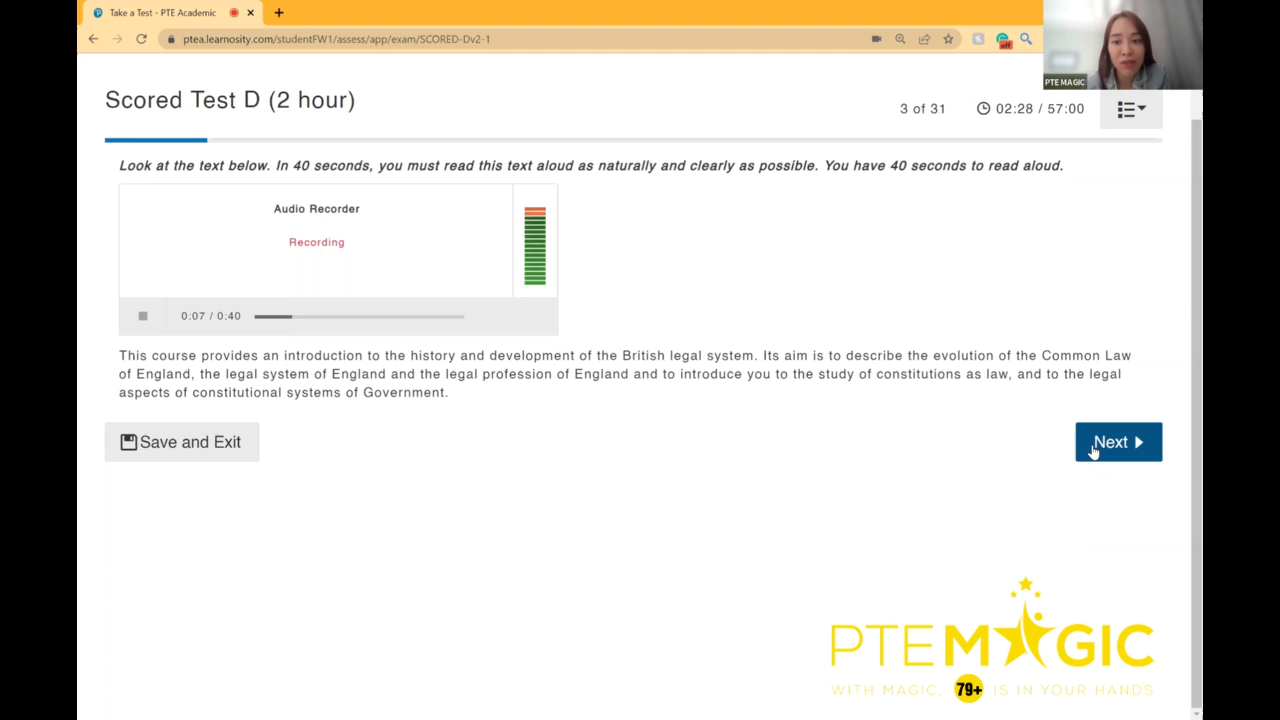 Take a Test - PTE Academic
ptea.learnosity.com/studentFW1/assess/app/exam/SCORED-Dv2-1
off
PTE MAGIC
Scored Test D (2 hour)
3 of 31
02:28 / 57:00
Look at the text below. In 40 seconds, you must read this text aloud as naturally and clearly as possible. You have 40 seconds to read aloud.
Audio Recorder
Recording
0:07 / 0:40
This course provides an introduction to the history and development of the British legal system. Its aim is to describe the evolution of the Common Law
of England, the legal system of England and the legal profession of England and to introduce you to the study of constitutions as law, and to the legal
aspects of constitutional systems of Government.
Save and Exit
Next
PTEMAGIC
WITH MAGIC, 79+ IS IN YOUR HANDS